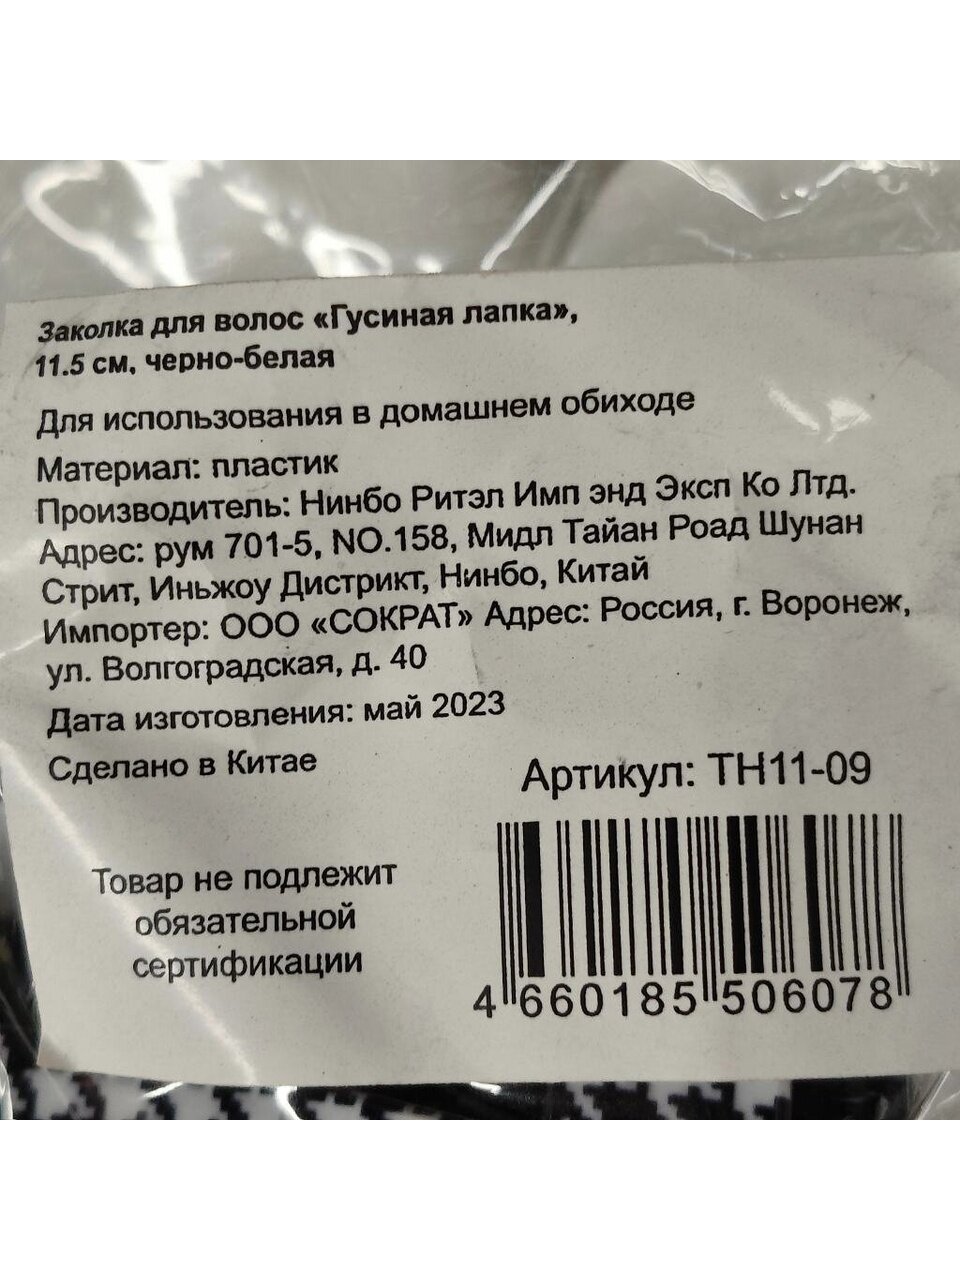 Заколка для волос «Гусиная лапка»,
11.5 см, черно-белая
Для использования в домашнем обиходе
Материал: пластик
Производитель: Нинбо Ритэл Имп энд Эксп Ко Лтд.
Адрес: рум 701-5, NO.158, Мидл Тайан Роад Шунан
Стрит, Иньжоу Дистрикт, Нинбо, Китай
Импортер: ООО «СОКРАТ» Адрес: Россия, г. Воронеж,
ул. Волгоградская, д. 40
Дата изготовления: май 2023
Сделано в Китае
Артикул: ТН11-09
Товар не подлежит
обязательной
сертификации
4 660185 506078